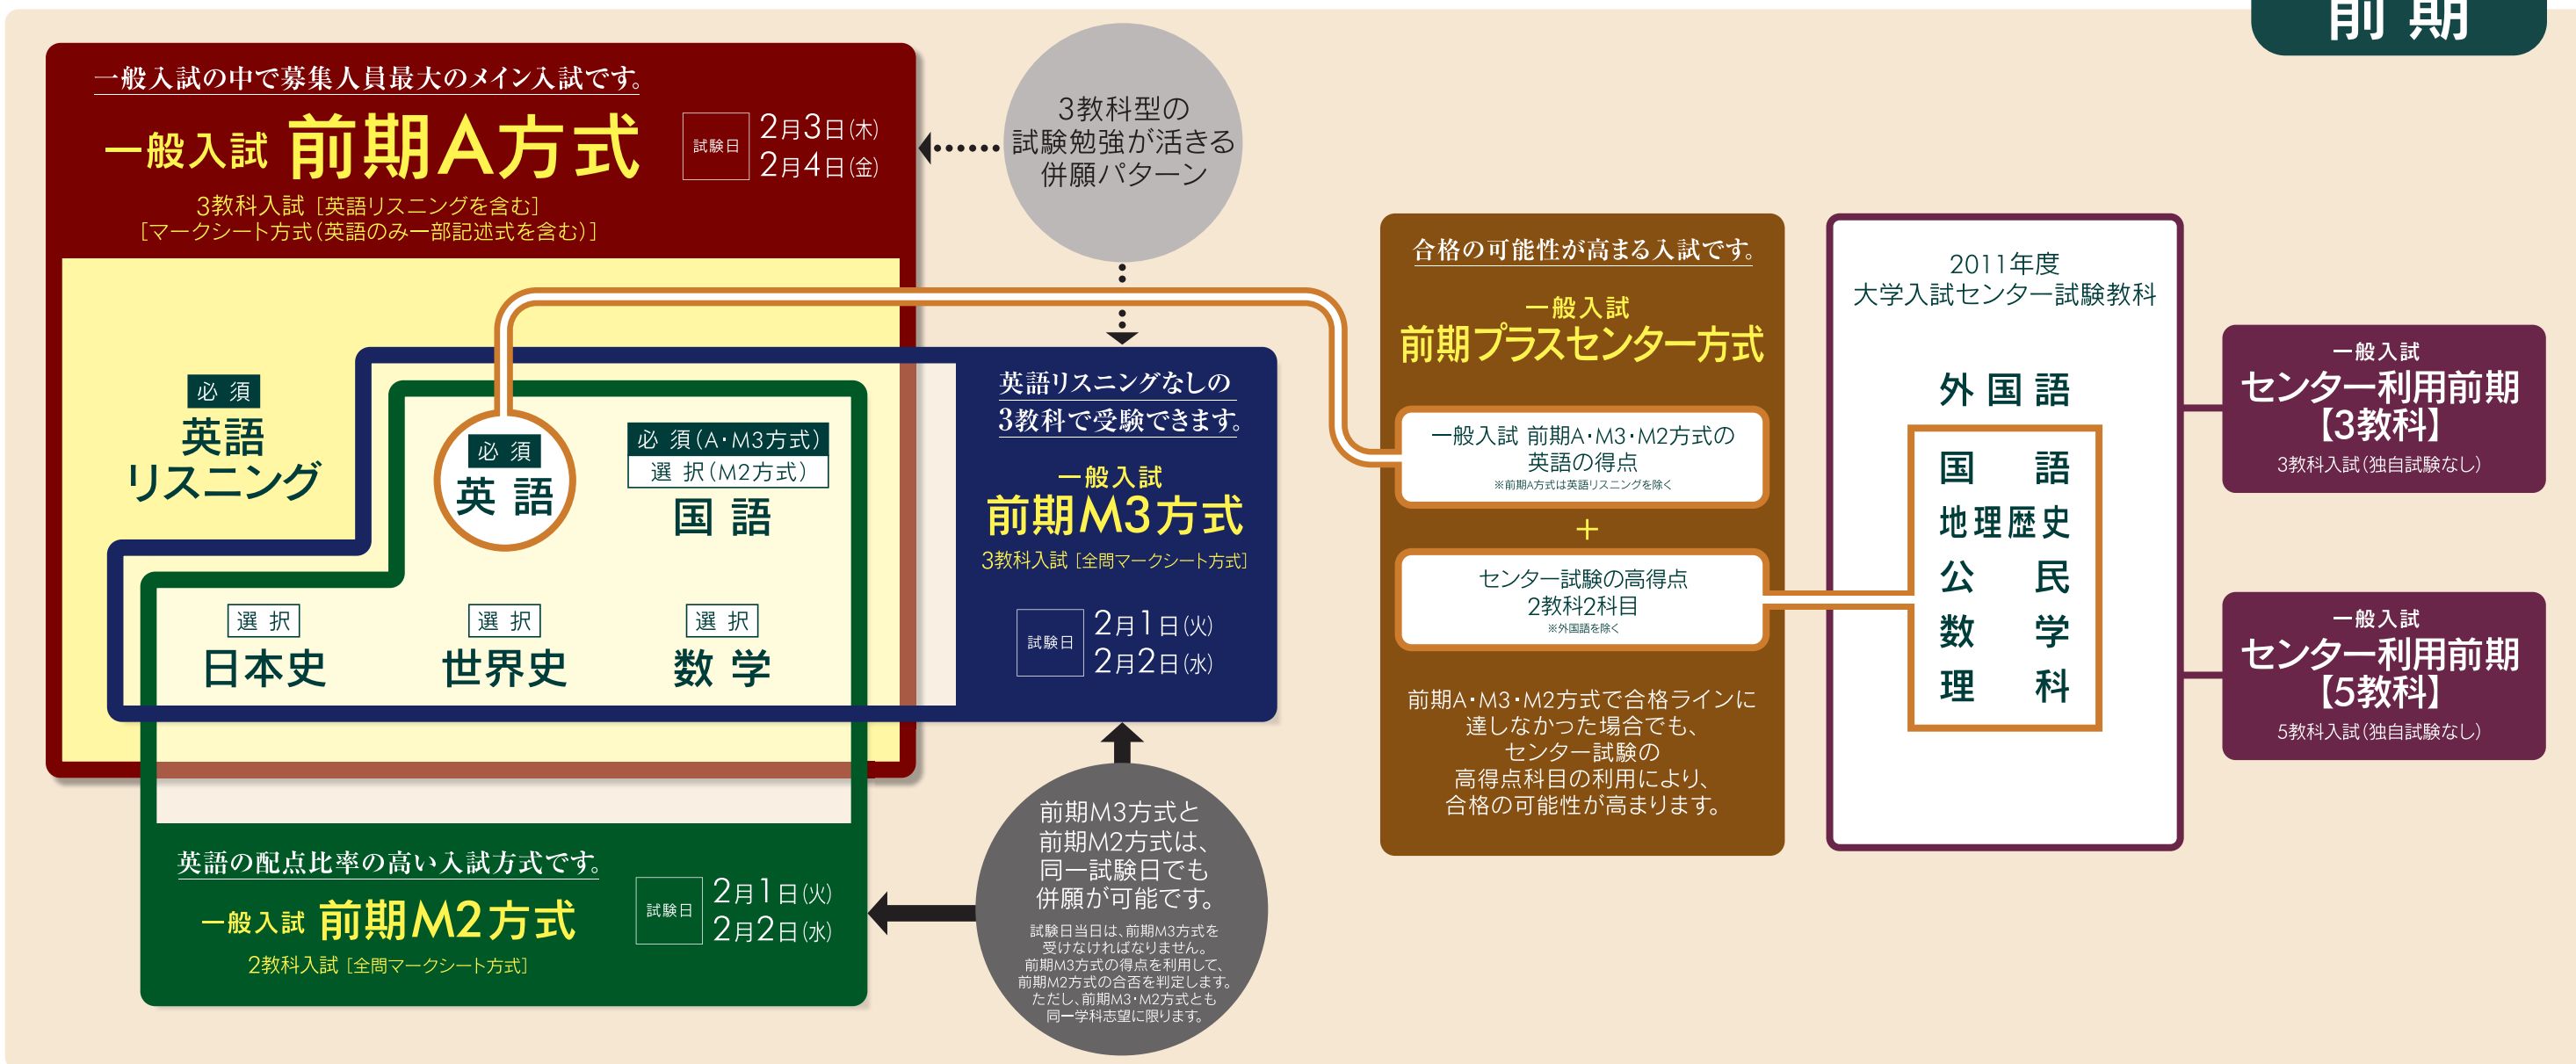 前期
一般入試の中で募集人員最大のメイン入試です。
一般入試 前期A方式
試験日
2月3日(木)
2月4日(金)
3教科入試 [英語リスニングを含む]
[マークシート方式(英語のみ一部記述式を含む)]
3教科型の
試験勉強が活きる
併願パターン
必須
英語
リスニング
必須
英語
必須(A・M3方式)
選択(M2方式)
国語
選択
日本史
選択
世界史
選択
数学
英語リスニングなしの
3教科で受験できます。
一般入試
前期M3方式
3教科入試 [全問マークシート方式]
試験日
2月1日(火)
2月2日(水)
英語の配点比率の高い入試方式です。
一般入試 前期M2方式
2教科入試 [全問マークシート方式]
試験日
2月1日(火)
2月2日(水)
前期M3方式と
前期M2方式は、
同一試験日でも
併願が可能です。
試験日当日は、前期M3方式を
受けなければなりません。
前期M3方式の得点を利用して、
前期M2方式の合否を判定します。
ただし、前期M3・M2方式とも
同一学科志望に限ります。
合格の可能性が高まる入試です。
一般入試
前期プラスセンター方式
一般入試 前期A・M3・M2方式の
英語の得点
※前期A方式は英語リスニングを除く
+
センター試験の高得点
2教科2科目
※外国語を除く
前期A・M3・M2方式で合格ラインに
達しなかった場合でも、
センター試験の
高得点科目の利用により、
合格の可能性が高まります。
2011年度
大学入試センター試験教科
外国語
国語
地理歴史
公民
数学
理科
一般入試
センター利用前期
【3教科】
3教科入試(独自試験なし)
一般入試
センター利用前期
【5教科】
5教科入試(独自試験なし)